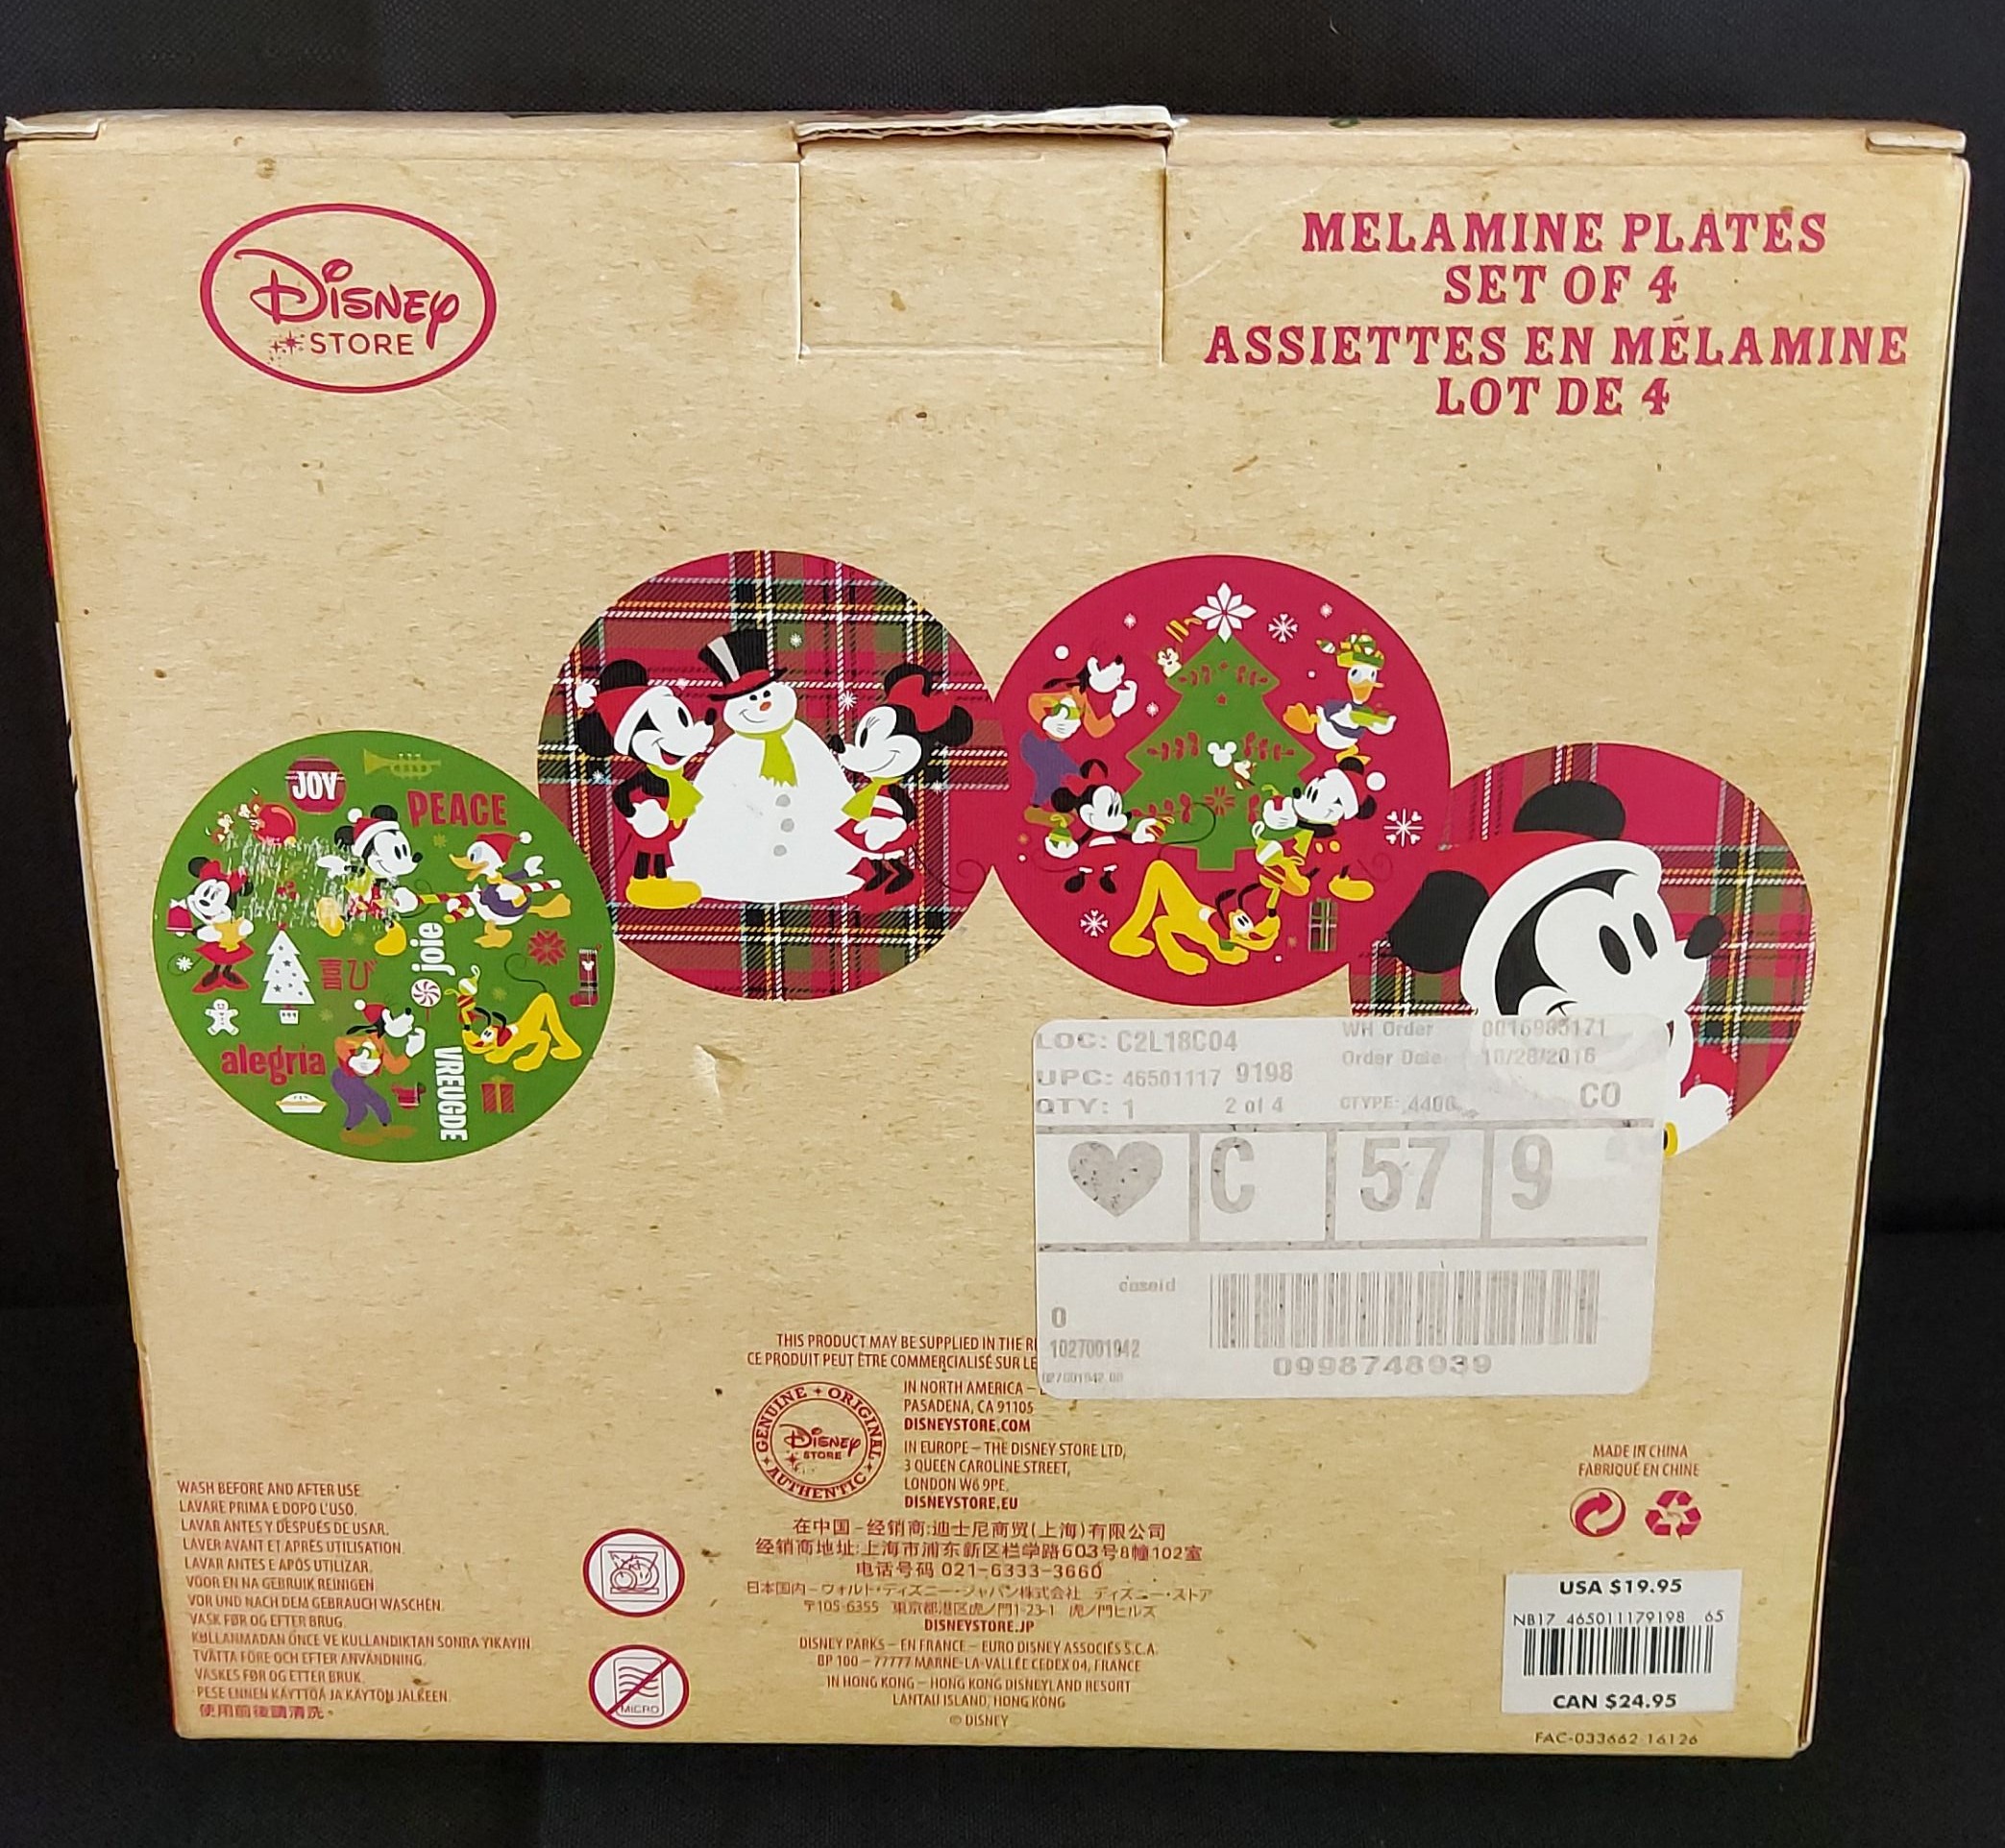 Disney
STORE
MELAMINE PLATES
SET OF 4
ASSIETTES EN MÉLAMINE
LOT DE 4
JOY
PEACE
joie
喜び
alegria
VREUGDE
LOC: C2L18C04
WH Order 0016983171
UPC: 46501117 9198
Order Date 10/28/2016
QTY: 1 2 of 4 CTYPE: 4406 CO
C 57 9
caseid
0
1027001942
0998748939
THIS PRODUCT MAY BE SUPPLIED IN THE
CE PRODUIT PEUT ÊTRE COMMERCIALISÉ SUR
GENUINE ORIGINAL AUTHENTIC
Disney
STORE
IN NORTH AMERICA –
PASADENA, CA 91105
DISNEYSTORE.COM
IN EUROPE – THE DISNEY STORE LTD,
3 QUEEN CAROLINE STREET,
LONDON W6 9PE,
DISNEYSTORE.EU
在中国-经销商:迪士尼商贸(上海)有限公司
经销商地址:上海市浦东新区栏学路603号8幢102室
电话号码 021-6333-3660
日本国内-ウォルト・ディズニー・ジャパン株式会社 ディズニー・ストア
〒105-6355 東京都港区虎ノ門1-23-1 虎ノ門ヒルズ
DISNEYSTORE.JP
DISNEY PARKS – EN FRANCE – EURO DISNEY ASSOCIÉS S.C.A.
BP 100 – 77777 MARNE-LA-VALLÉE CEDEX 04, FRANCE
IN HONG KONG – HONG KONG DISNEYLAND RESORT
LANTAU ISLAND, HONG KONG
© DISNEY
WASH BEFORE AND AFTER USE.
LAVARE PRIMA E DOPO L'USO.
LAVAR ANTES Y DESPUÉS DE USAR.
LAVER AVANT ET APRÈS UTILISATION.
LAVAR ANTES E APÓS UTILIZAR.
VÓÓR EN NA GEBRUIK REINIGEN
VOR UND NACH DEM GEBRAUCH WASCHEN.
VASK FØR OG EFTER BRUG.
KULLANMADAN ÖNCE VE KULLANDIKTAN SONRA YIKAYIN
TVÄTTA FÖRE OCH EFTER ANVÄNDNING.
VASKES FØR OG ETTER BRUK.
PESE ENNEN KÄYTTÖÄ JA KÄYTÖN JÄLKEEN.
使用前後請清洗。
MICRO
MADE IN CHINA
FABRIQUÉ EN CHINE
USA $19.95
NB17 465011179198 65
CAN $24.95
FAC-033662 16126